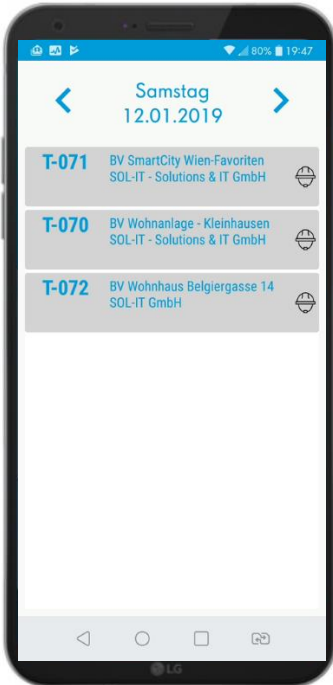 80% 19:47
Samstag
12.01.2019
T-071 BV SmartCity Wien-Favoriten
SOL-IT - Solutions & IT GmbH
T-070 BV Wohnanlage - Kleinhausen
SOL-IT - Solutions & IT GmbH
T-072 BV Wohnhaus Belgiergasse 14
SOL-IT GmbH
LG